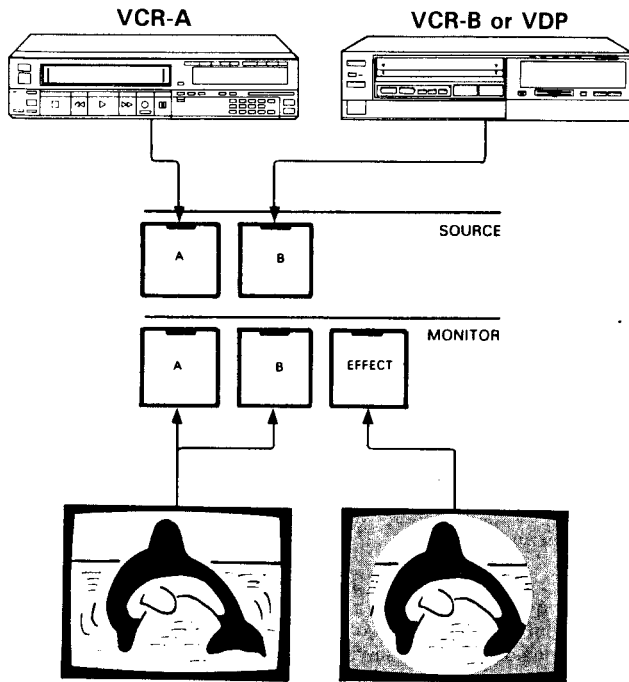 VCR-A
VCR-B or VDP
SOURCE
A
B
MONITOR
A
B
EFFECT